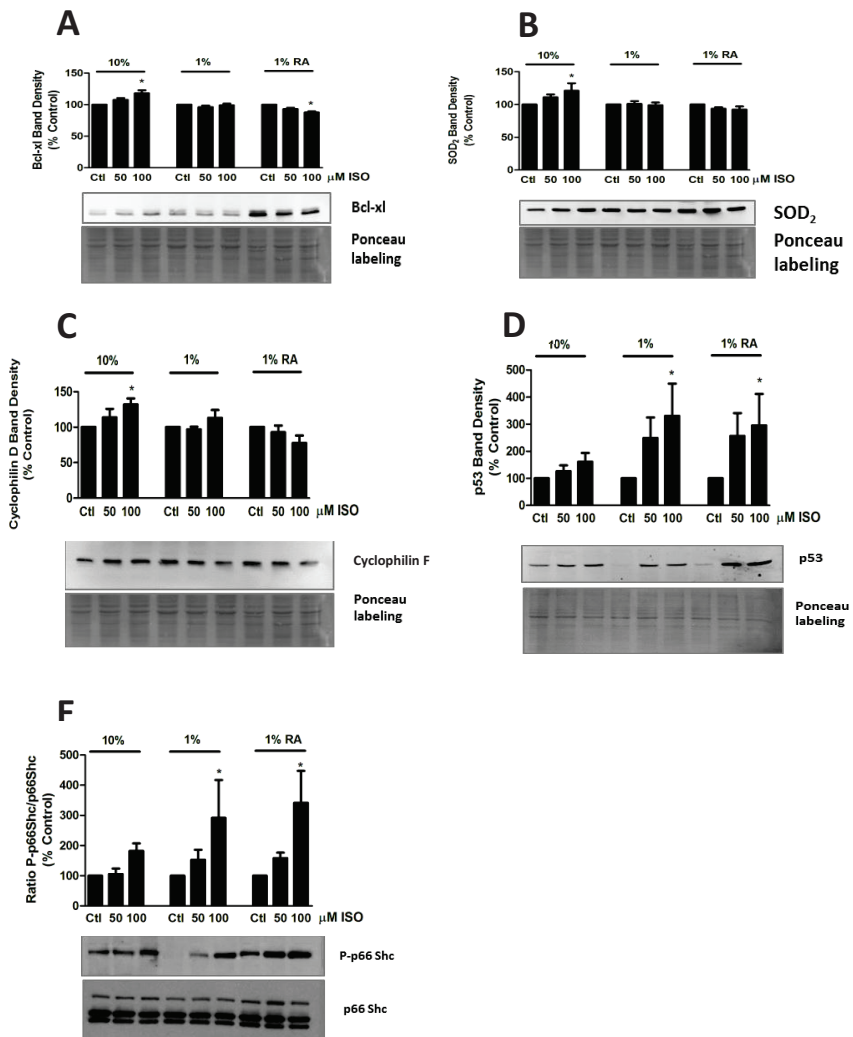 A
10% 1% 1% RA
Bcl-xl Band Density
(% Control)
150
100
50
0
*
*
Ctl 50 100 Ctl 50 100 Ctl 50 100 μM ISO
Bcl-xl
Ponceau
labeling
B
10% 1% 1% RA
SOD2 Band Density
(% Control)
150
100
50
0
*
Ctl 50 100 Ctl 50 100 Ctl 50 100 μM ISO
SOD2
Ponceau
labeling
C
10% 1% 1% RA
Cyclophilin D Band Density
(% Control)
150
100
50
0
*
Ctl 50 100 Ctl 50 100 Ctl 50 100 μM ISO
Cyclophilin F
Ponceau
labeling
D
10% 1% 1% RA
p53 Band Density
(% Control)
500
400
300
200
100
0
*
*
Ctl 50 100 Ctl 50 100 Ctl 50 100 μM ISO
p53
Ponceau
labeling
F
10% 1% 1% RA
Ratio P-p66Shc/p66Shc
(% Control)
500
400
300
200
100
0
*
*
Ctl 50 100 Ctl 50 100 Ctl 50 100 μM ISO
P-p66 Shc
p66 Shc